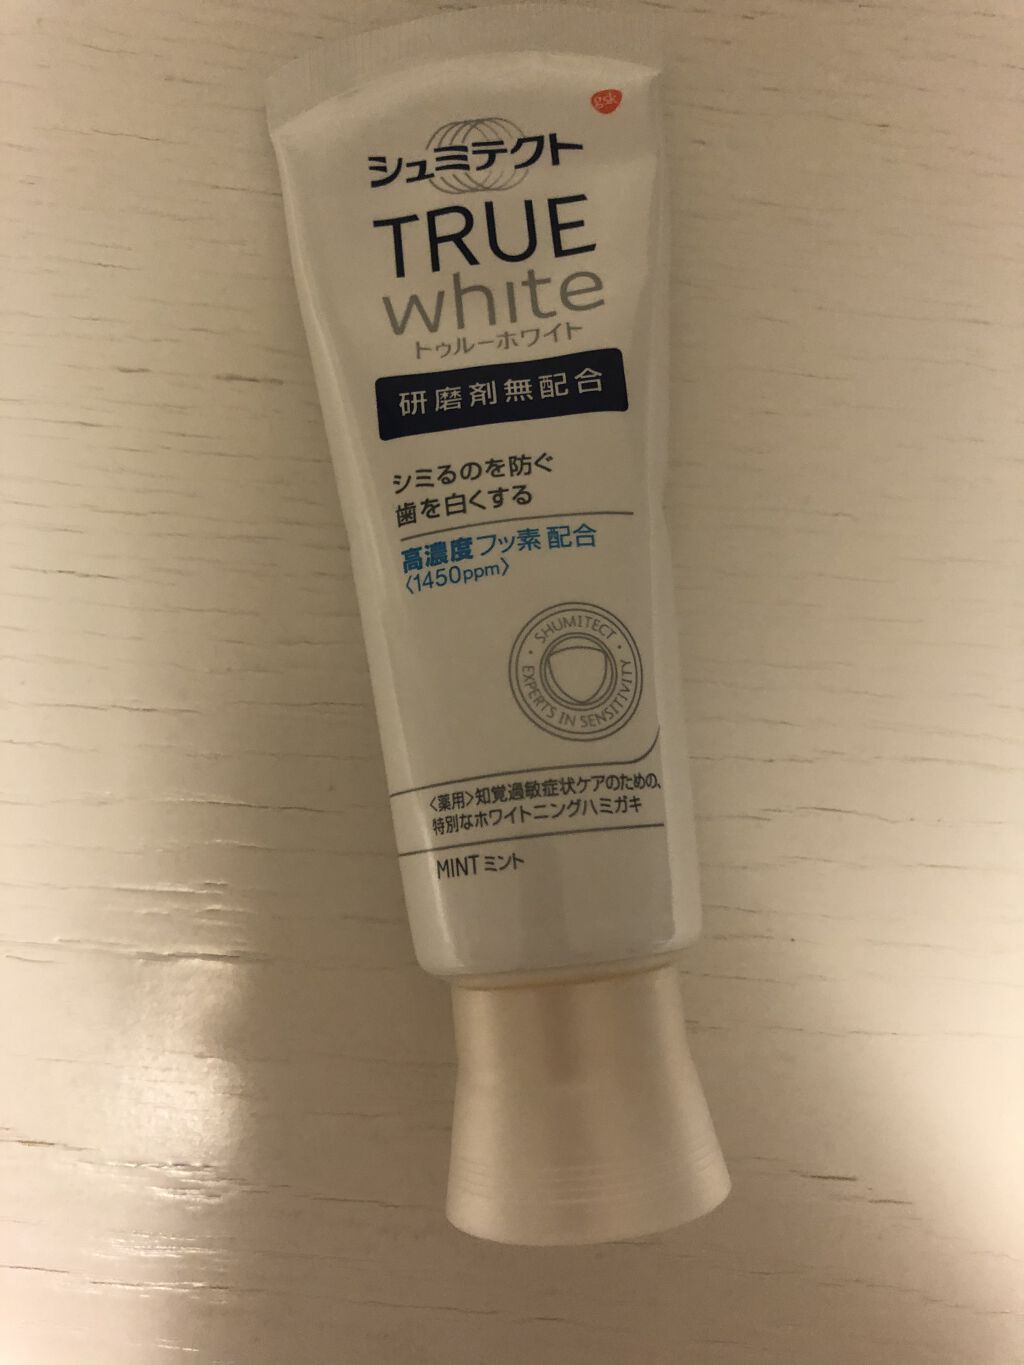 gsk
シュミテクト
TRUE
white
トゥルーホワイト
研磨剤無配合
シミるのを防ぐ
歯を白くする
高濃度フッ素配合
〈1450ppm〉
・SHUMITECT・
EXPERTS IN SENSITIVITY
〈薬用〉知覚過敏症状ケアのための、
特別なホワイトニングハミガキ
MINT ミント